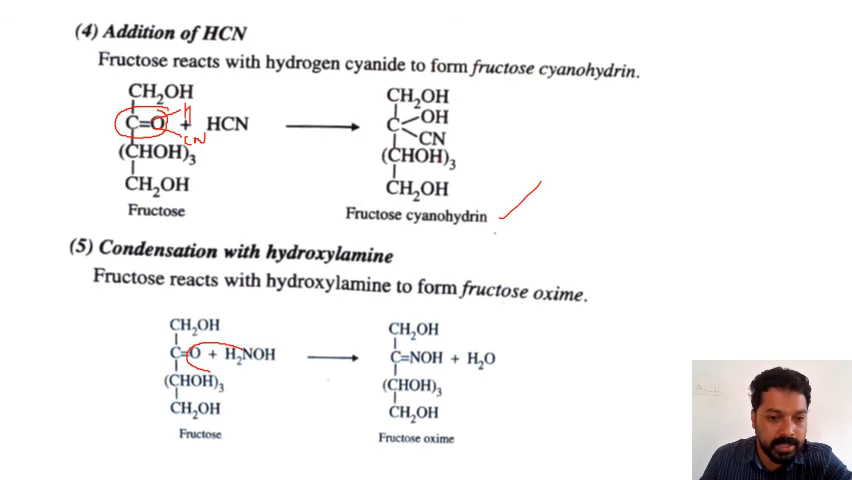 (4) Addition of HCN
Fructose reacts with hydrogen cyanide to form fructose cyanohydrin.
CH2OH CH2OH
H
C=O + HCN C OH
CN CN
(CHOH)3 (CHOH)3
CH2OH CH2OH
Fructose Fructose cyanohydrin
(5) Condensation with hydroxylamine
Fructose reacts with hydroxylamine to form fructose oxime.
CH2OH CH2OH
C=O + H2NOH C=NOH + H2O
(CHOH)3 (CHOH)3
CH2OH CH2OH
Fructose Fructose oxime